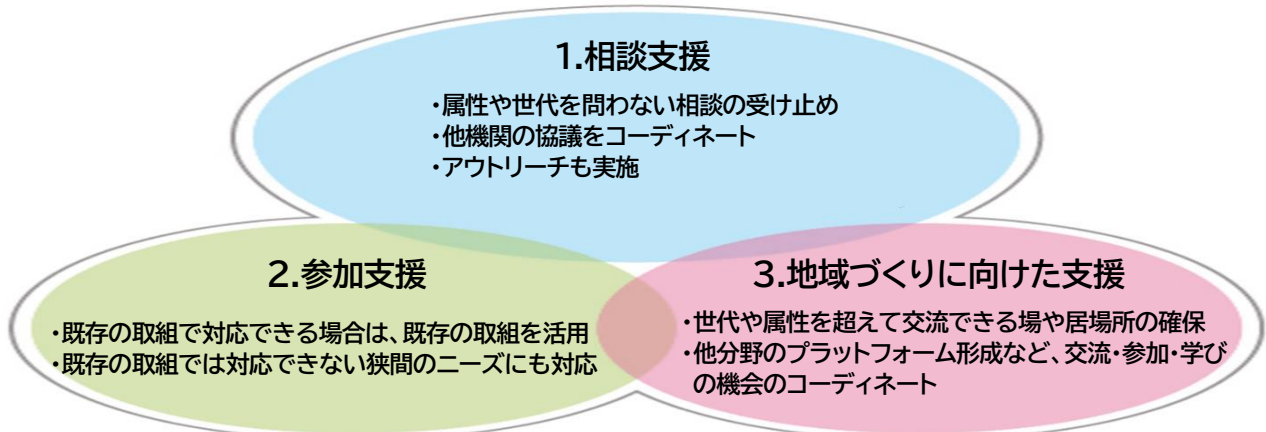 1.相談支援
・属性や世代を問わない相談の受け止め
・他機関の協議をコーディネート
・アウトリーチも実施
2.参加支援
・既存の取組で対応できる場合は、既存の取組を活用
・既存の取組では対応できない狭間のニーズにも対応
3.地域づくりに向けた支援
・世代や属性を超えて交流できる場や居場所の確保
・他分野のプラットフォーム形成など、交流・参加・学び
の機会のコーディネート